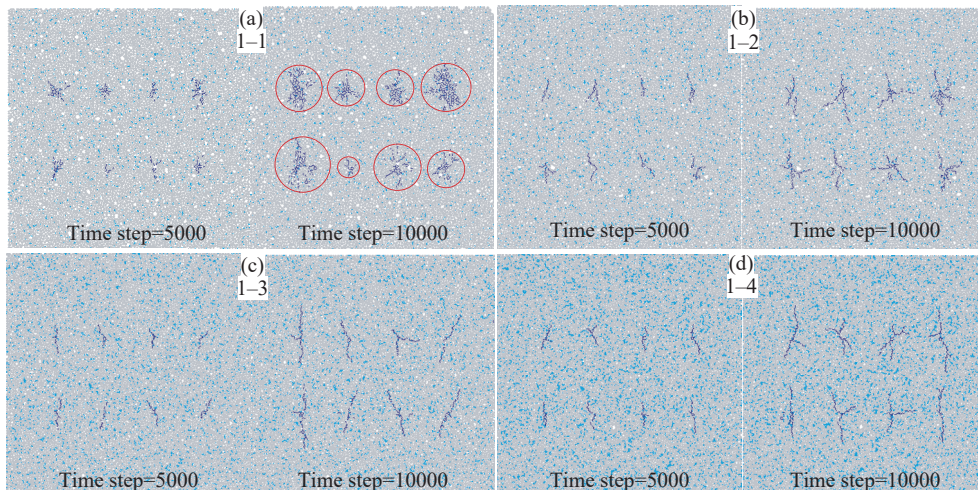 (a)
1–1
Time step=5000
Time step=10000
(b)
1–2
Time step=5000
Time step=10000
(c)
1–3
Time step=5000
Time step=10000
(d)
1–4
Time step=5000
Time step=10000